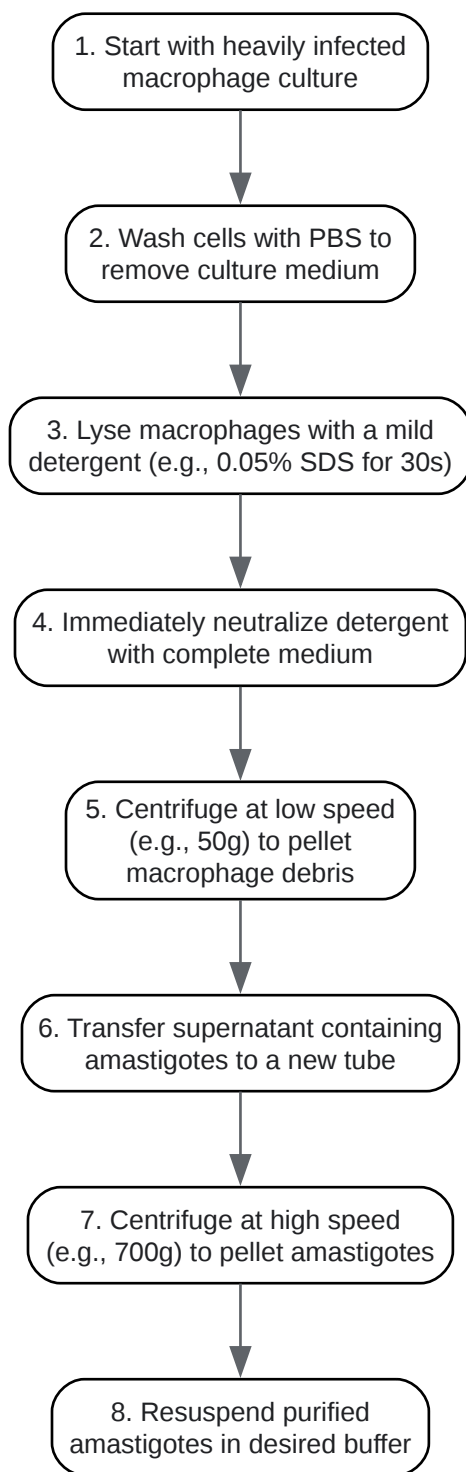 1. Start with heavily infected
macrophage culture
2. Wash cells with PBS to
remove culture medium
3. Lyse macrophages with a mild
detergent (e.g., 0.05% SDS for 30s)
4. Immediately neutralize detergent
with complete medium
5. Centrifuge at low speed
(e.g., 50g) to pellet
macrophage debris
6. Transfer supernatant containing
amastigotes to a new tube
7. Centrifuge at high speed
(e.g., 700g) to pellet amastigotes
8. Resuspend purified
amastigotes in desired buffer